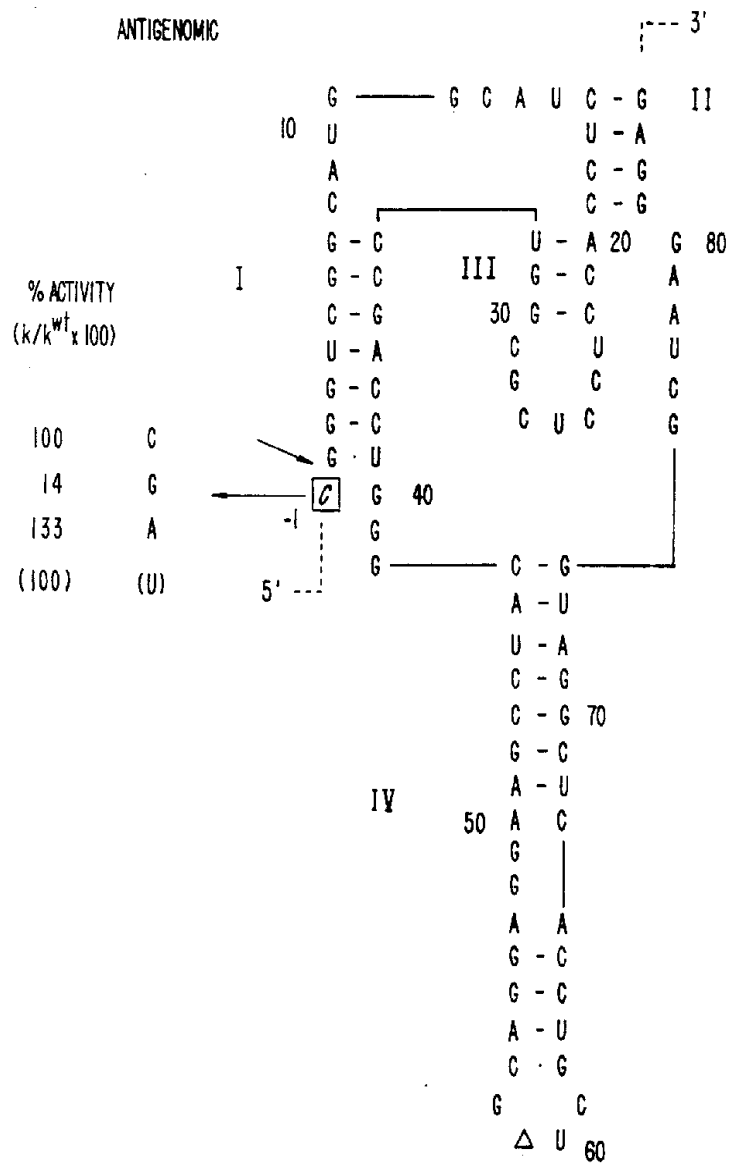 ANTIGENOMIC
3'
G G C A U C - G II
10 U U - A
A C - G
C C - G
G - C U - A 20 G 80
I G - C III G - C A
% ACTIVITY
(k/k^wt x 100)
C - G 30 G - C A
U - A C U U
G - C G C C
G - C C U C G
G · U
100 C
14 G
133 A
(100) (U)
C G 40
-1
G
5' G C - G
A - U
U - A
C - G
C - G 70
G - C
A - U
IV
50 A C
G
G
A A
G - C
G - C
A - U
C · G
G C
Δ U 60